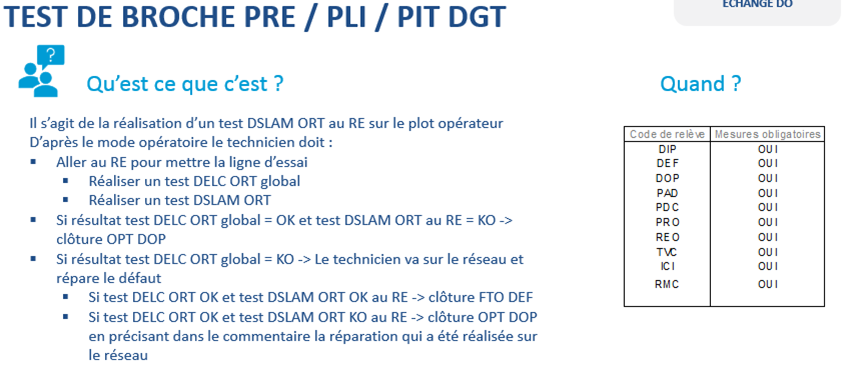 ECHANGE DO
TEST DE BROCHE PRE / PLI / PIT DGT
?
Qu’est ce que c’est ?
Il s’agit de la réalisation d’un test DSLAM ORT au RE sur le plot opérateur
D’après le mode opératoire le technicien doit :
▪ Aller au RE pour mettre la ligne d’essai
▪ Réaliser un test DELC ORT global
▪ Réaliser un test DSLAM ORT
▪ Si résultat test DELC ORT global = OK et test DSLAM ORT au RE = KO ->
clôture OPT DOP
▪ Si résultat test DELC ORT global = KO -> Le technicien va sur le réseau et
répare le défaut
▪ Si test DELC ORT OK et test DSLAM ORT OK au RE -> clôture FTO DEF
▪ Si test DELC ORT OK et test DSLAM ORT KO au RE -> clôture OPT DOP
en précisant dans le commentaire la réparation qui a été réalisée sur
le réseau
Quand ?
Code de relève Mesures obligatoires
DIP OUI
DEF OUI
DOP OUI
PAD OUI
PDC OUI
PRO OUI
REO OUI
TVC OUI
ICI OUI
RMC OUI